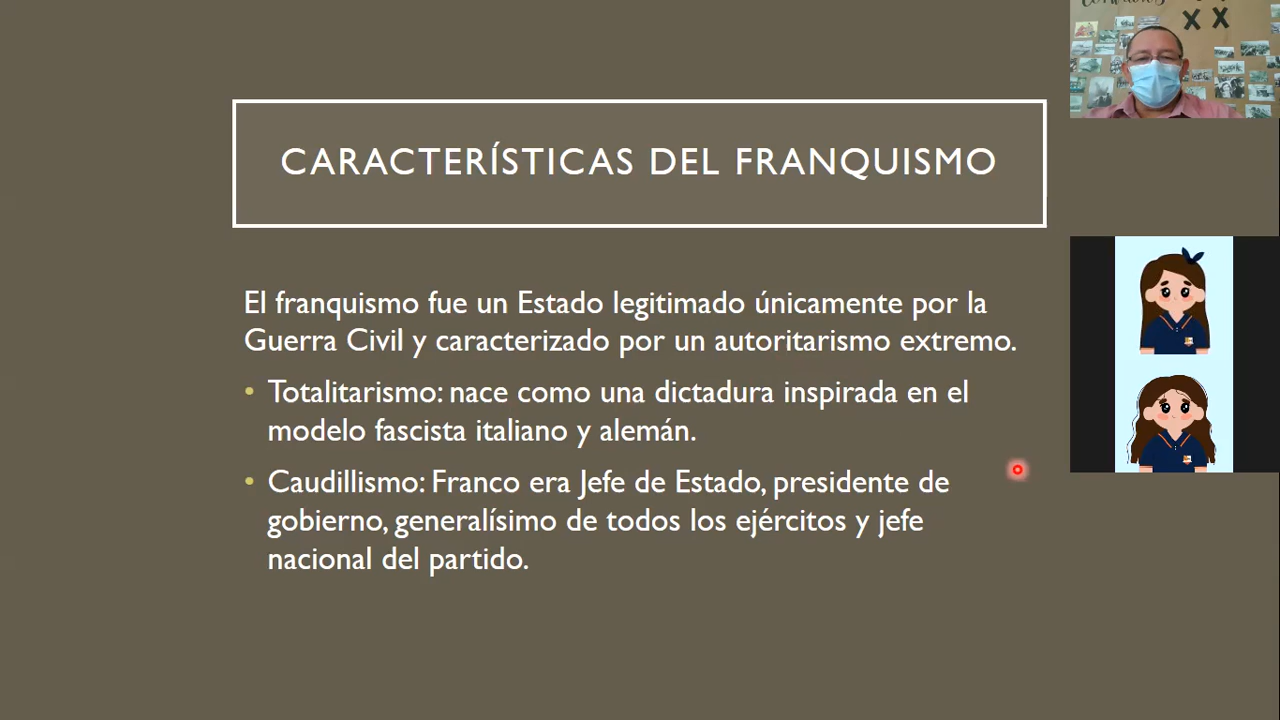 CARACTERÍSTICAS DEL FRANQUISMO
El franquismo fue un Estado legitimado únicamente por la
Guerra Civil y caracterizado por un autoritarismo extremo.
• Totalitarismo: nace como una dictadura inspirada en el
modelo fascista italiano y alemán.
• Caudillismo: Franco era Jefe de Estado, presidente de
gobierno, generalísimo de todos los ejércitos y jefe
nacional del partido.